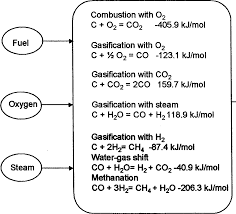 Combustion with O₂
C + O₂ = CO₂ -405.9 kJ/mol
Fuel
Gasification with O₂
C + ½ O₂ = CO -123.1 kJ/mol
Gasification with CO₂
C + CO₂ = 2CO 159.7 kJ/mol
Oxygen
Gasification with steam
C + H₂O = CO + H₂ 118.9 kJ/mol
Gasification with H₂
C + 2H₂= CH₄ -87.4 kJ/mol
Steam
Water-gas shift
CO + H₂O= H₂ + CO₂ -40.9 kJ/mol
Methanation
CO + 3H₂= CH₄ + H₂O -206.3 kJ/mol